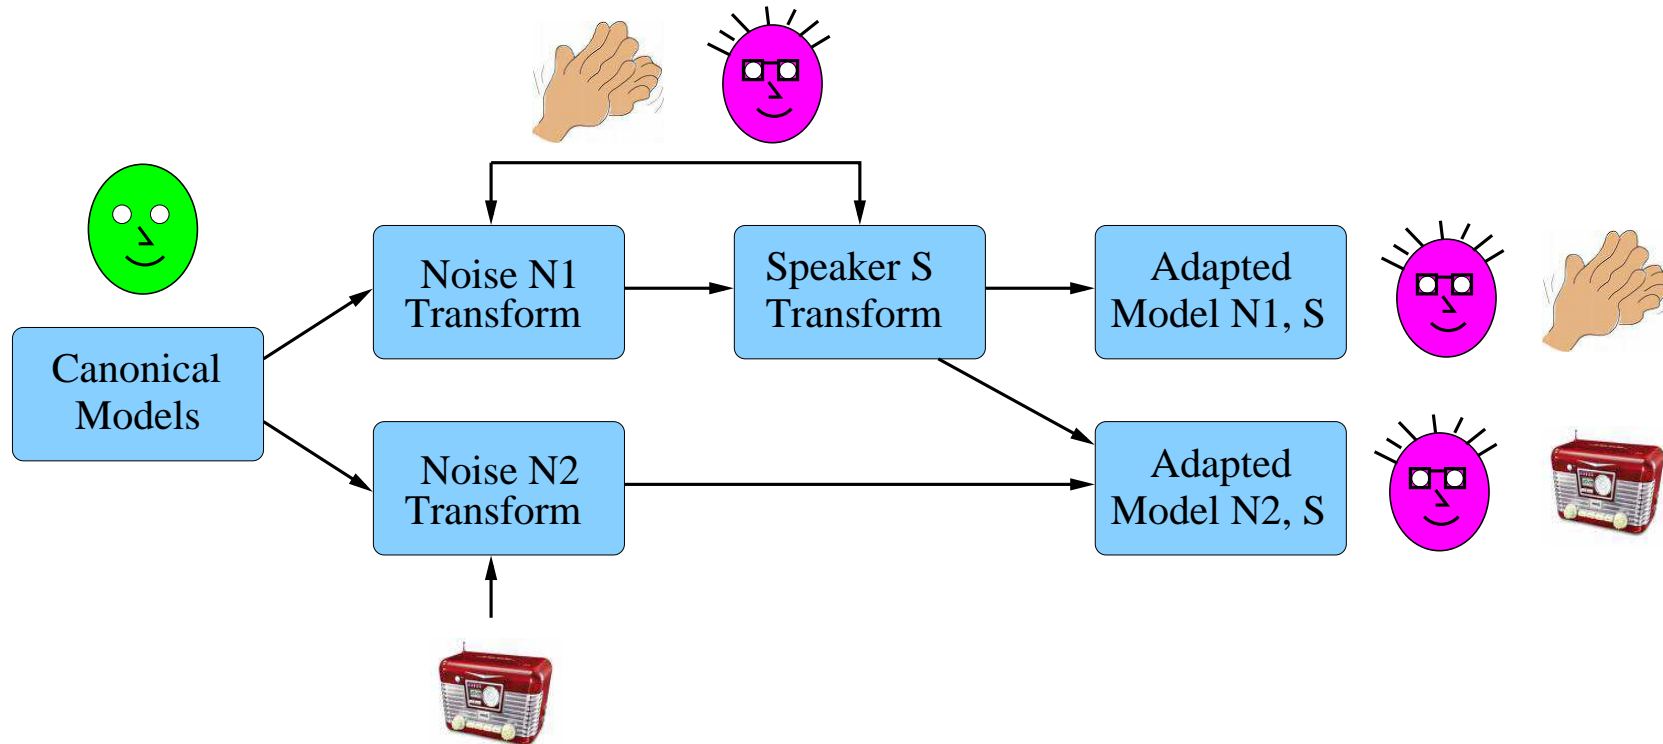 Noise N1
Transform
Speaker S
Transform
Adapted
Model N1, S
Canonical
Models
Noise N2
Transform
Adapted
Model N2, S